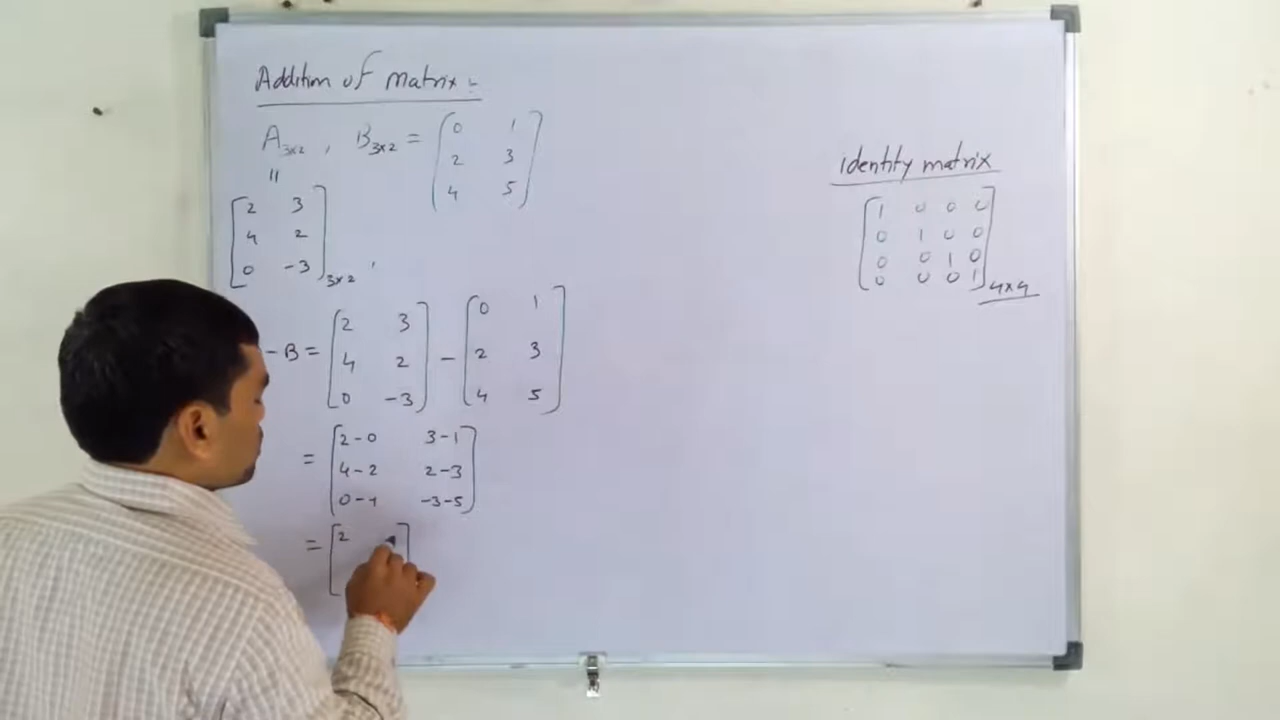 Addition of matrix :-
A3x2 , B3x2 = [ 0 1
2 3
4 5 ]
"
[ 2 3
4 2
0 -3 ]3x2 ,
-B = [ 2 3
4 2
0 -3 ] - [ 0 1
2 3
4 5 ]
= [ 2-0 3-1
4-2 2-3
0-4 -3-5 ]
= [ 2 ]
identity matrix
[ 1 0 0 0
0 1 0 0
0 0 1 0
0 0 0 1 ]4x4